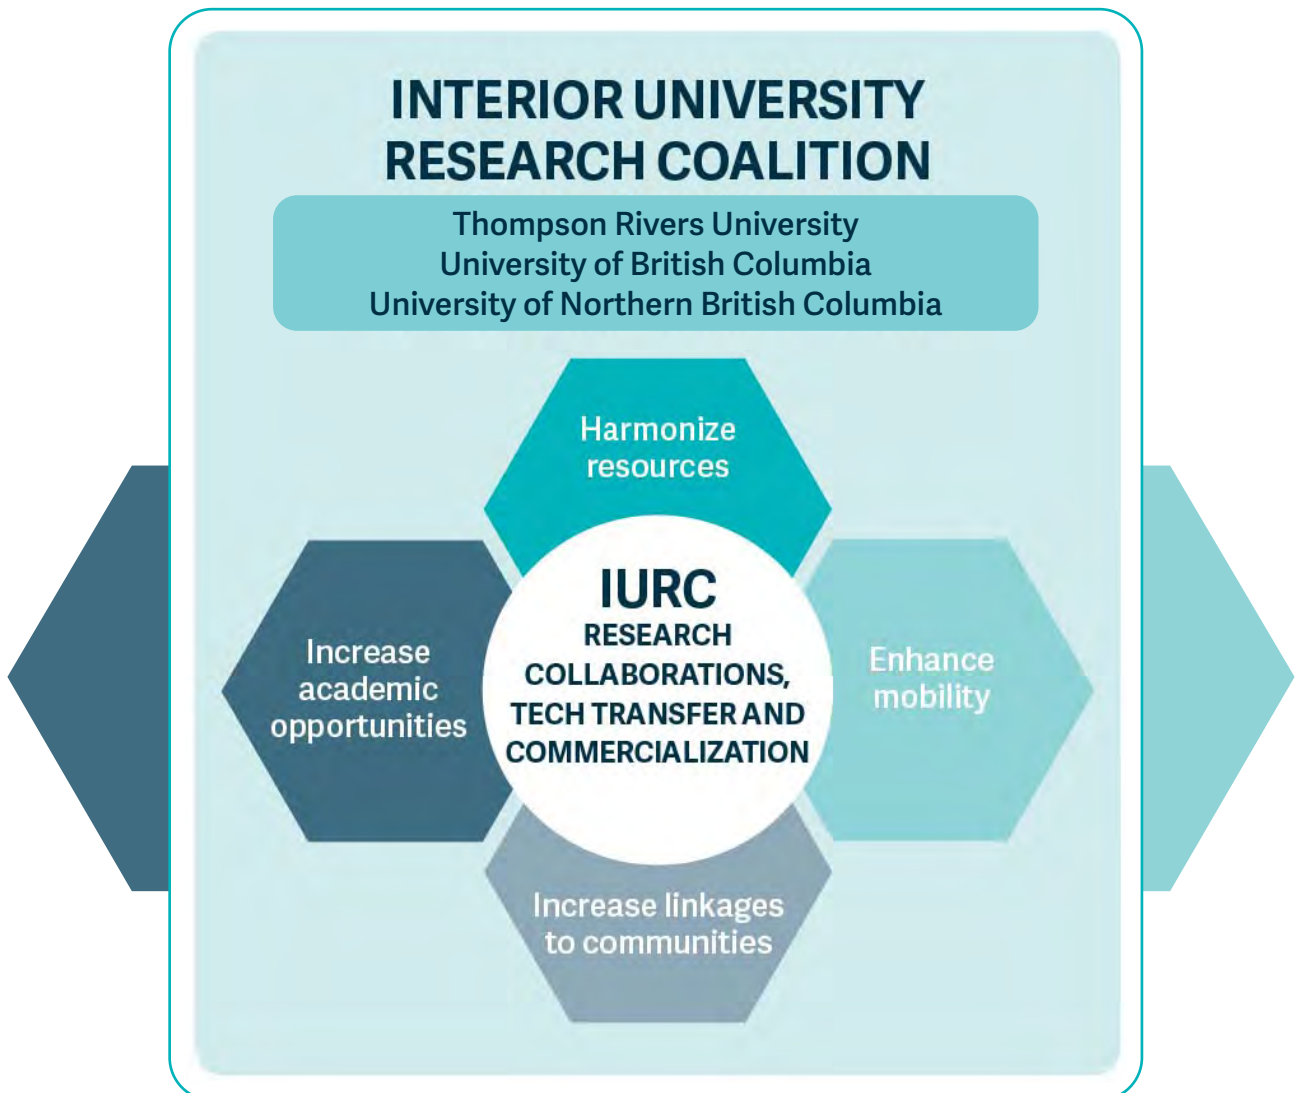 INTERIOR UNIVERSITY
RESEARCH COALITION
Thompson Rivers University
University of British Columbia
University of Northern British Columbia
Harmonize
resources
Increase
academic
opportunities
IURC
RESEARCH
COLLABORATIONS,
TECH TRANSFER AND
COMMERCIALIZATION
Enhance
mobility
Increase linkages
to communities